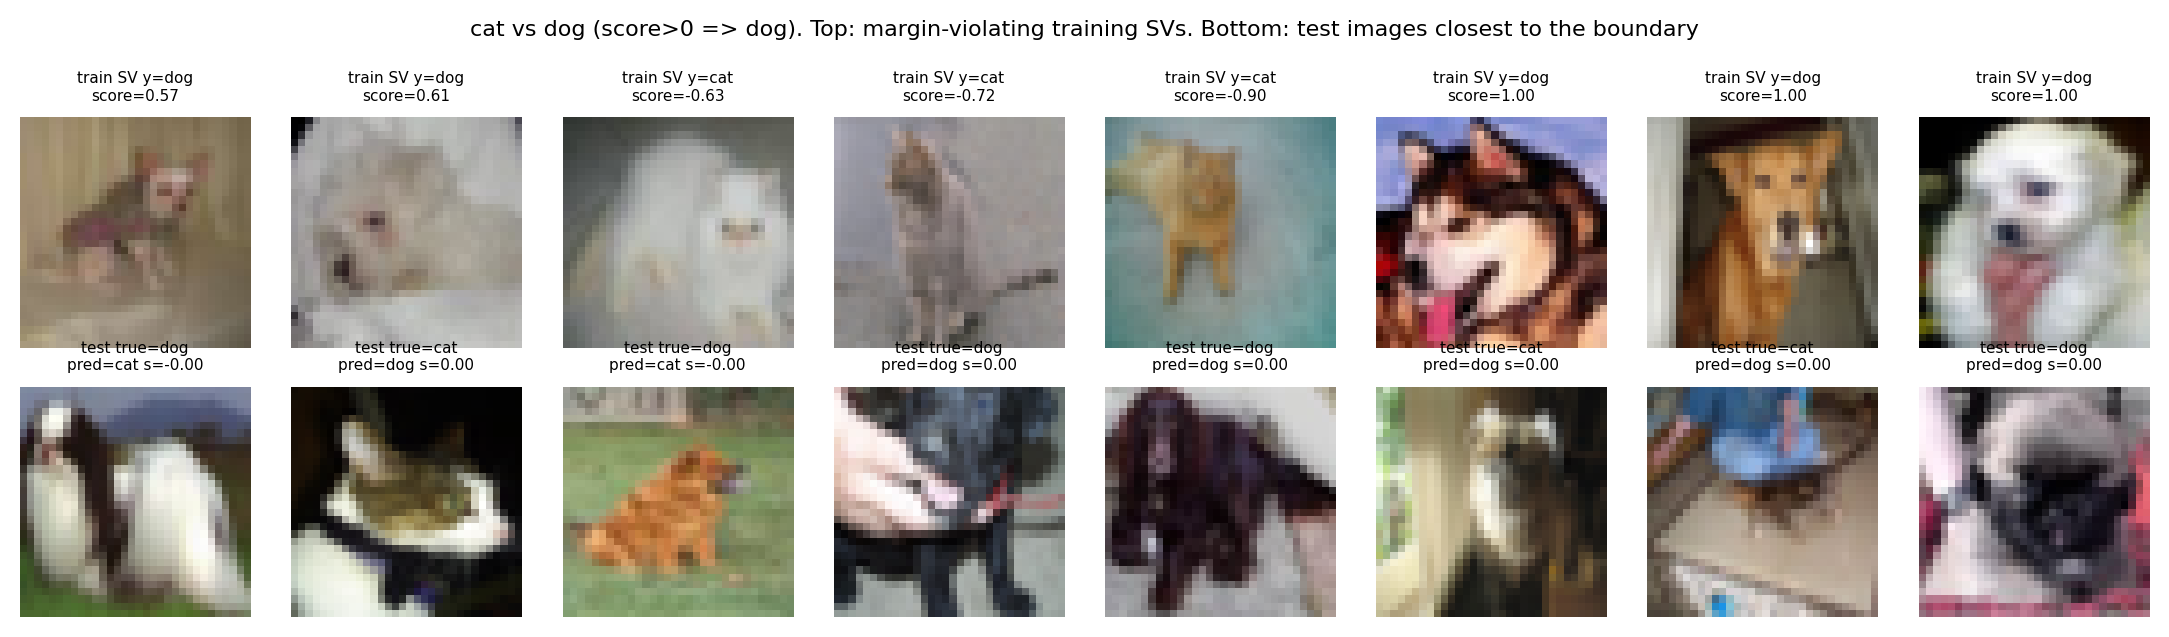 cat vs dog (score>0 => dog). Top: margin-violating training SVs. Bottom: test images closest to the boundary
train SV y=dog
score=0.57
train SV y=dog
score=0.61
train SV y=cat
score=-0.63
train SV y=cat
score=-0.72
train SV y=cat
score=-0.90
train SV y=dog
score=1.00
train SV y=dog
score=1.00
train SV y=dog
score=1.00
test true=dog
pred=cat s=-0.00
test true=cat
pred=dog s=0.00
test true=dog
pred=cat s=-0.00
test true=dog
pred=dog s=0.00
test true=dog
pred=dog s=0.00
test true=cat
pred=dog s=0.00
test true=cat
pred=dog s=0.00
test true=dog
pred=dog s=0.00